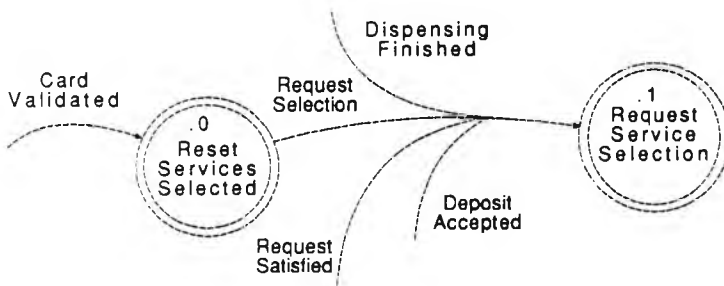 Dispensing
Finished
Card
Validated
Request
Selection
.0
Reset
Services
Selected
.1
Request
Service
Selection
Deposit
Accepted
Request
Satisfied